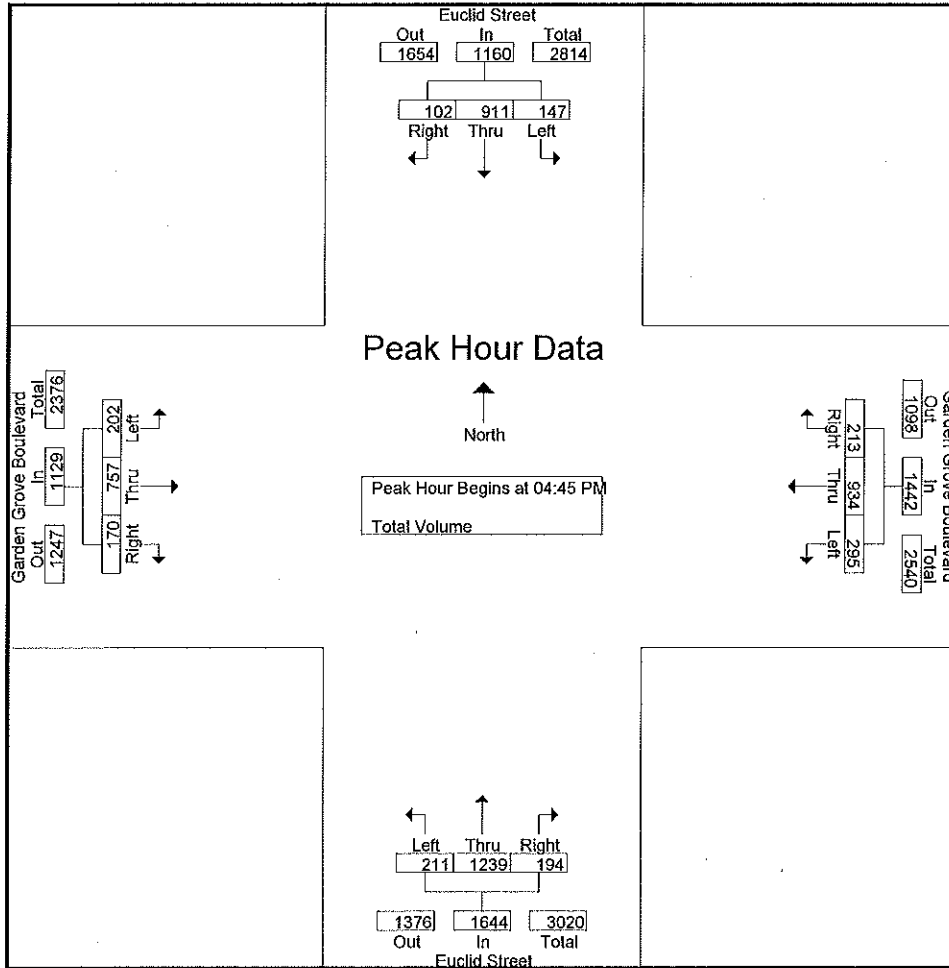 Euclid Street
Out In Total
1654 1160 2814
102 911 147
Right Thru Left
Peak Hour Data
North
Peak Hour Begins at 04:45 PM
Total Volume
Garden Grove Boulevard
Out In Total
1247 1129 2376
Left Thru Right
202 757 170
Right Thru Left
213 934 295
1098 1442 2540
Out In Total
Garden Grove Boulevard
Left Thru Right
211 1239 194
1376 1644 3020
Out In Total
Euclid Street